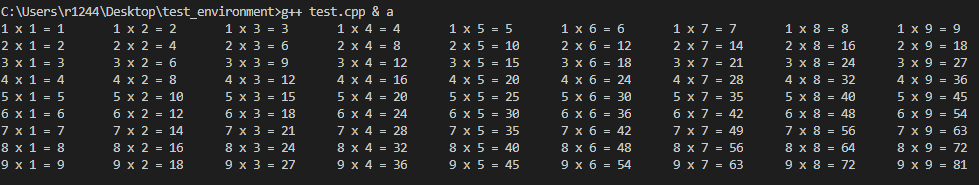 C:\Users\r1244\Desktop\test_environment>g++ test.cpp & a
1 x 1 = 1 1 x 2 = 2 1 x 3 = 3 1 x 4 = 4 1 x 5 = 5 1 x 6 = 6 1 x 7 = 7 1 x 8 = 8 1 x 9 = 9
2 x 1 = 2 2 x 2 = 4 2 x 3 = 6 2 x 4 = 8 2 x 5 = 10 2 x 6 = 12 2 x 7 = 14 2 x 8 = 16 2 x 9 = 18
3 x 1 = 3 3 x 2 = 6 3 x 3 = 9 3 x 4 = 12 3 x 5 = 15 3 x 6 = 18 3 x 7 = 21 3 x 8 = 24 3 x 9 = 27
4 x 1 = 4 4 x 2 = 8 4 x 3 = 12 4 x 4 = 16 4 x 5 = 20 4 x 6 = 24 4 x 7 = 28 4 x 8 = 32 4 x 9 = 36
5 x 1 = 5 5 x 2 = 10 5 x 3 = 15 5 x 4 = 20 5 x 5 = 25 5 x 6 = 30 5 x 7 = 35 5 x 8 = 40 5 x 9 = 45
6 x 1 = 6 6 x 2 = 12 6 x 3 = 18 6 x 4 = 24 6 x 5 = 30 6 x 6 = 36 6 x 7 = 42 6 x 8 = 48 6 x 9 = 54
7 x 1 = 7 7 x 2 = 14 7 x 3 = 21 7 x 4 = 28 7 x 5 = 35 7 x 6 = 42 7 x 7 = 49 7 x 8 = 56 7 x 9 = 63
8 x 1 = 8 8 x 2 = 16 8 x 3 = 24 8 x 4 = 32 8 x 5 = 40 8 x 6 = 48 8 x 7 = 56 8 x 8 = 64 8 x 9 = 72
9 x 1 = 9 9 x 2 = 18 9 x 3 = 27 9 x 4 = 36 9 x 5 = 45 9 x 6 = 54 9 x 7 = 63 9 x 8 = 72 9 x 9 = 81